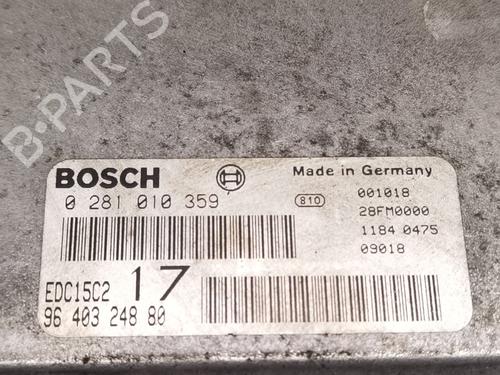 B-PARTS
BOSCH
Made in Germany
0 281 010 359
810
001018
28FM0000
1184 0475
09018
EDC15C2 17
96 403 248 80